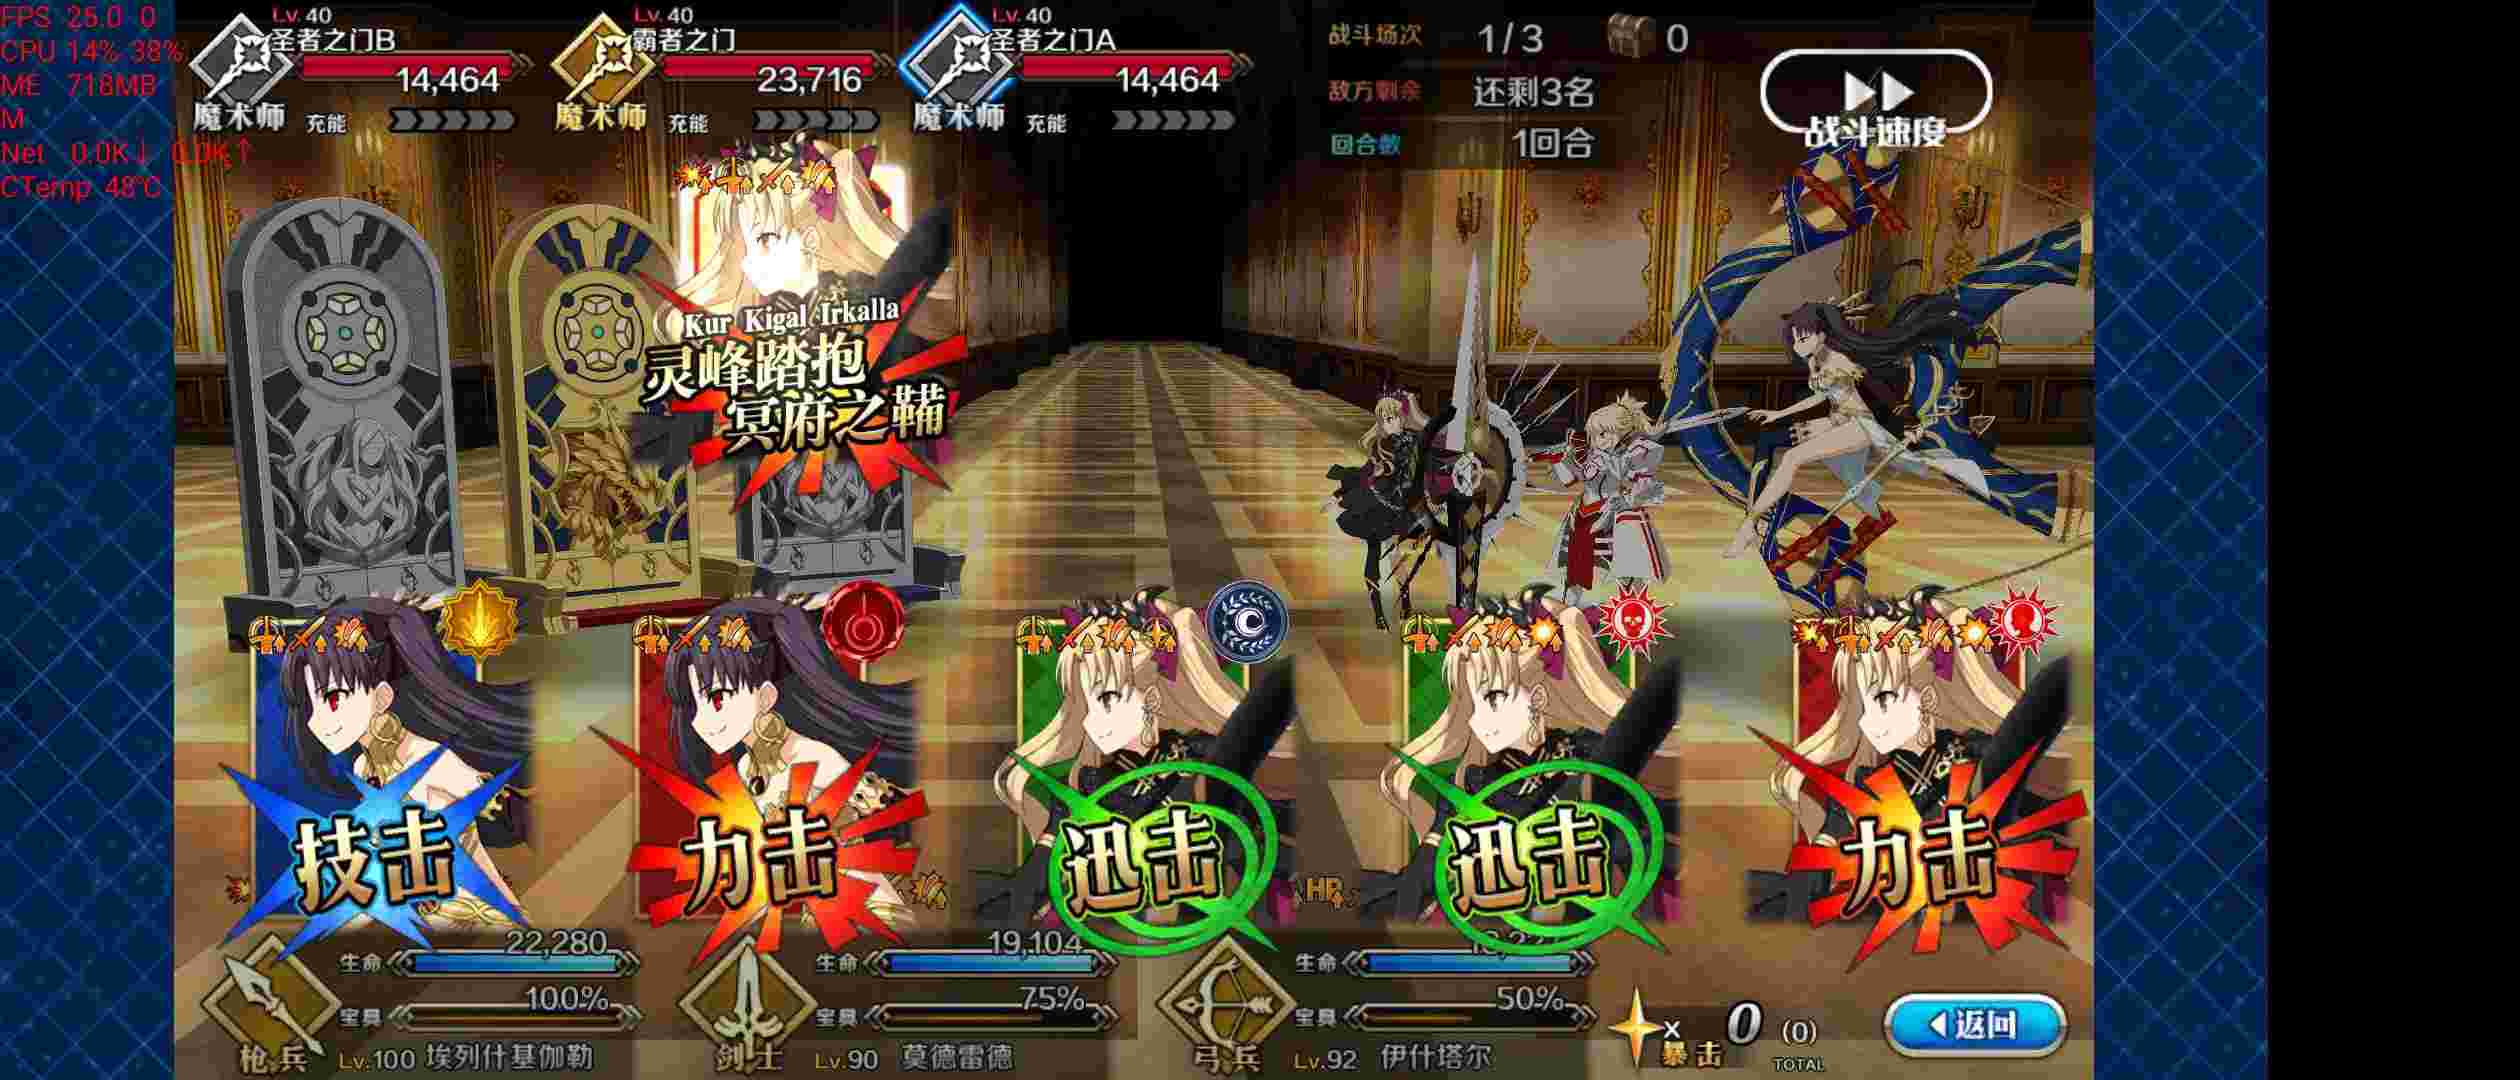 FPS 25.0 0
CPU 14% 38%
ME 718MB
M
Net 0.0K↓ 0.0K↑
CTemp 48℃
Lv.40
圣者之门B
14,464
魔术师 充能
Lv.40
霸者之门
23,716
魔术师 充能
Lv.40
圣者之门A
14,464
魔术师 充能
战斗场次 1/3 0
敌方剩余 还剩3名
回合数 1回合
战斗速度
Kur Kigal Irkalla
灵峰踏抱
冥府之鞴
技击
力击
迅击
迅击
力击
HP
生命 22,280
宝具 100%
枪兵 Lv.100 埃列什基伽勒
生命 19,104
宝具 75%
剑士 Lv.90 莫德雷德
生命
宝具 50%
弓兵 Lv.92 伊什塔尔
x 暴击 0 (0)
TOTAL
返回